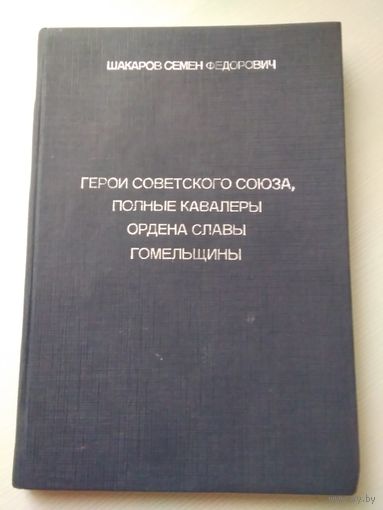 ШАКАРОВ СЕМЕН ФЕДОРОВИЧ
ГЕРОИ СОВЕТСКОГО СОЮЗА,
ПОЛНЫЕ КАВАЛЕРЫ
ОРДЕНА СЛАВЫ
ГОМЕЛЬЩИНЫ